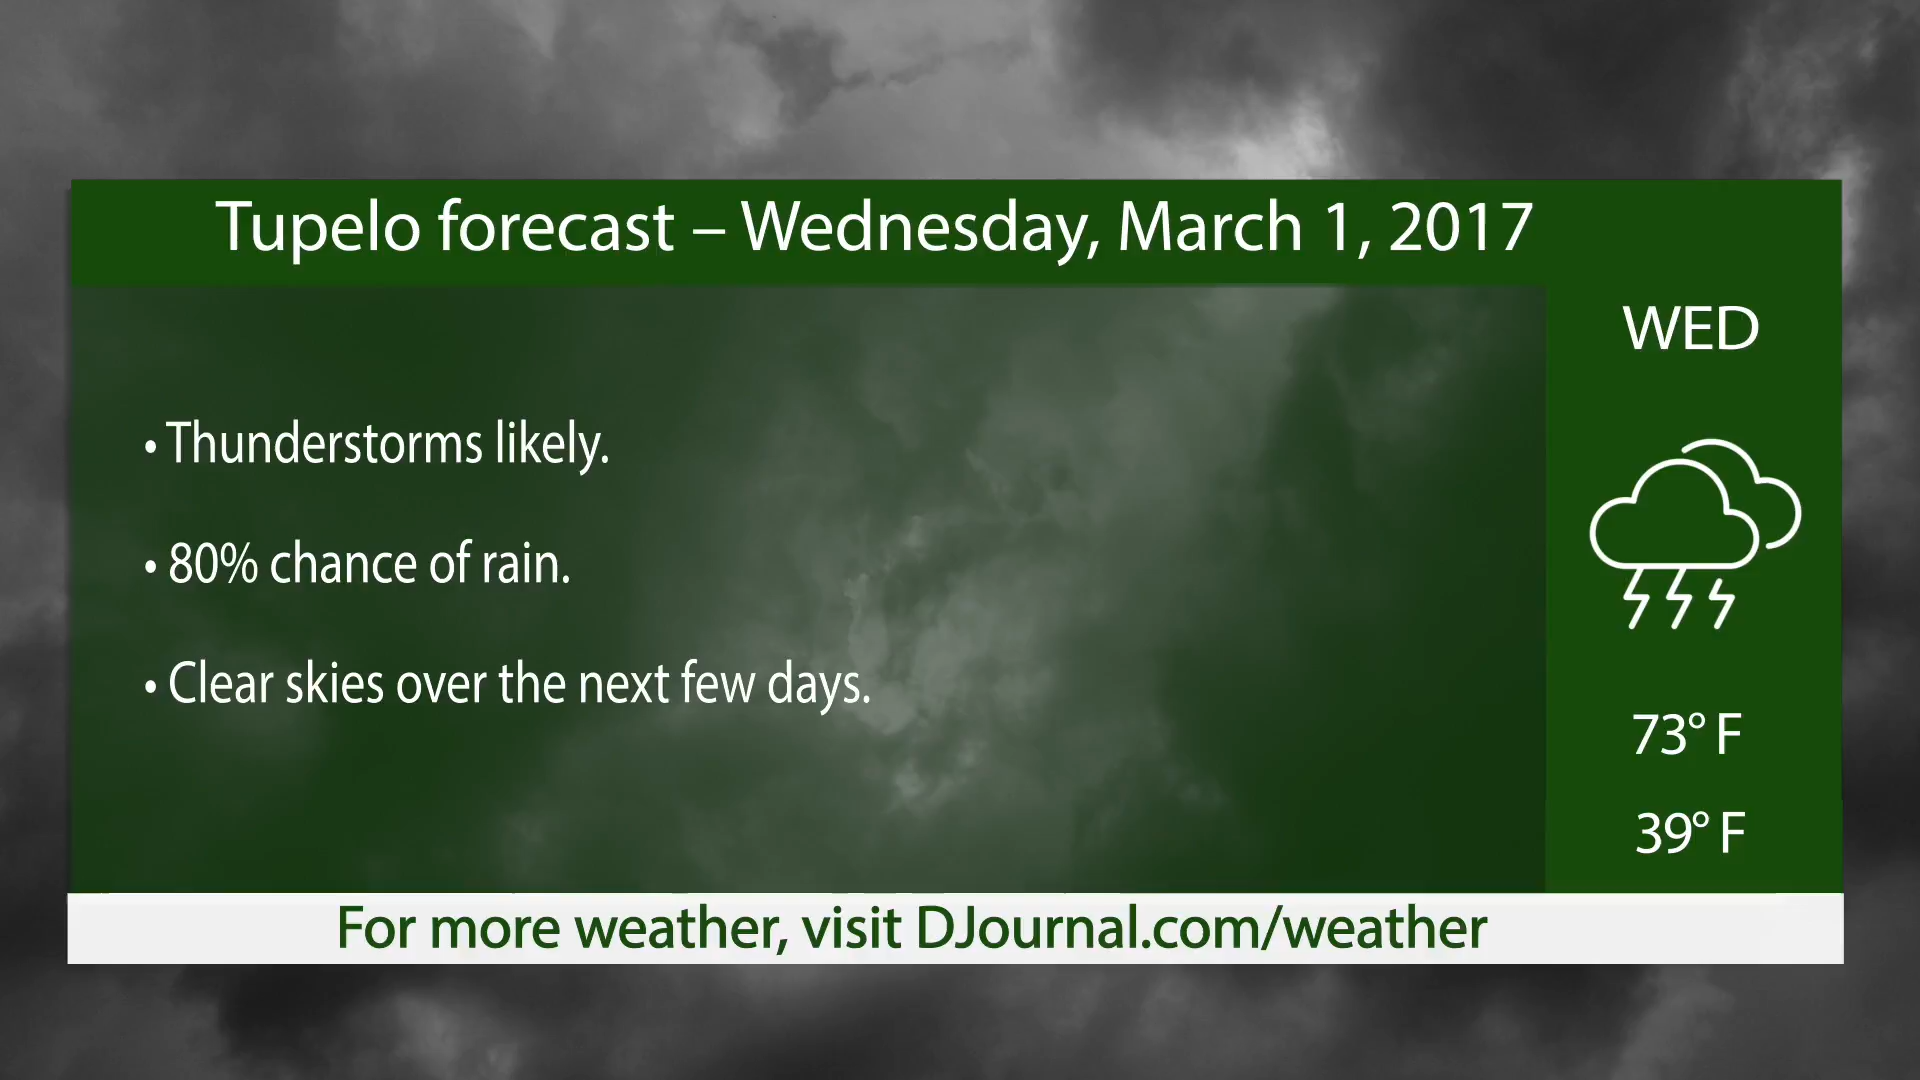 Tupelo forecast – Wednesday, March 1, 2017
WED
• Thunderstorms likely.
• 80% chance of rain.
• Clear skies over the next few days.
73° F
39° F
For more weather, visit DJournal.com/weather